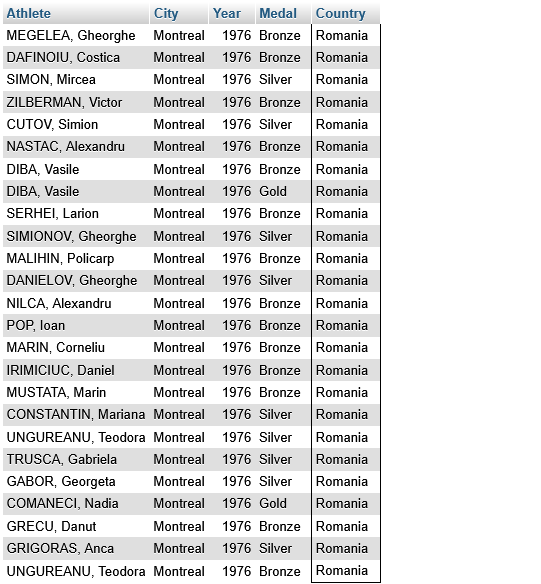 Athlete City Year Medal Country
MEGELEA, Gheorghe Montreal 1976 Bronze Romania
DAFINOIU, Costica Montreal 1976 Bronze Romania
SIMON, Mircea Montreal 1976 Silver Romania
ZILBERMAN, Victor Montreal 1976 Bronze Romania
CUTOV, Simion Montreal 1976 Silver Romania
NASTAC, Alexandru Montreal 1976 Bronze Romania
DIBA, Vasile Montreal 1976 Bronze Romania
DIBA, Vasile Montreal 1976 Gold Romania
SERHEI, Larion Montreal 1976 Bronze Romania
SIMIONOV, Gheorghe Montreal 1976 Silver Romania
MALIHIN, Policarp Montreal 1976 Bronze Romania
DANIELOV, Gheorghe Montreal 1976 Silver Romania
NILCA, Alexandru Montreal 1976 Bronze Romania
POP, Ioan Montreal 1976 Bronze Romania
MARIN, Corneliu Montreal 1976 Bronze Romania
IRIMICIUC, Daniel Montreal 1976 Bronze Romania
MUSTATA, Marin Montreal 1976 Bronze Romania
CONSTANTIN, Mariana Montreal 1976 Silver Romania
UNGUREANU, Teodora Montreal 1976 Silver Romania
TRUSCA, Gabriela Montreal 1976 Silver Romania
GABOR, Georgeta Montreal 1976 Silver Romania
COMANECI, Nadia Montreal 1976 Gold Romania
GRECU, Danut Montreal 1976 Bronze Romania
GRIGORAS, Anca Montreal 1976 Silver Romania
UNGUREANU, Teodora Montreal 1976 Bronze Romania